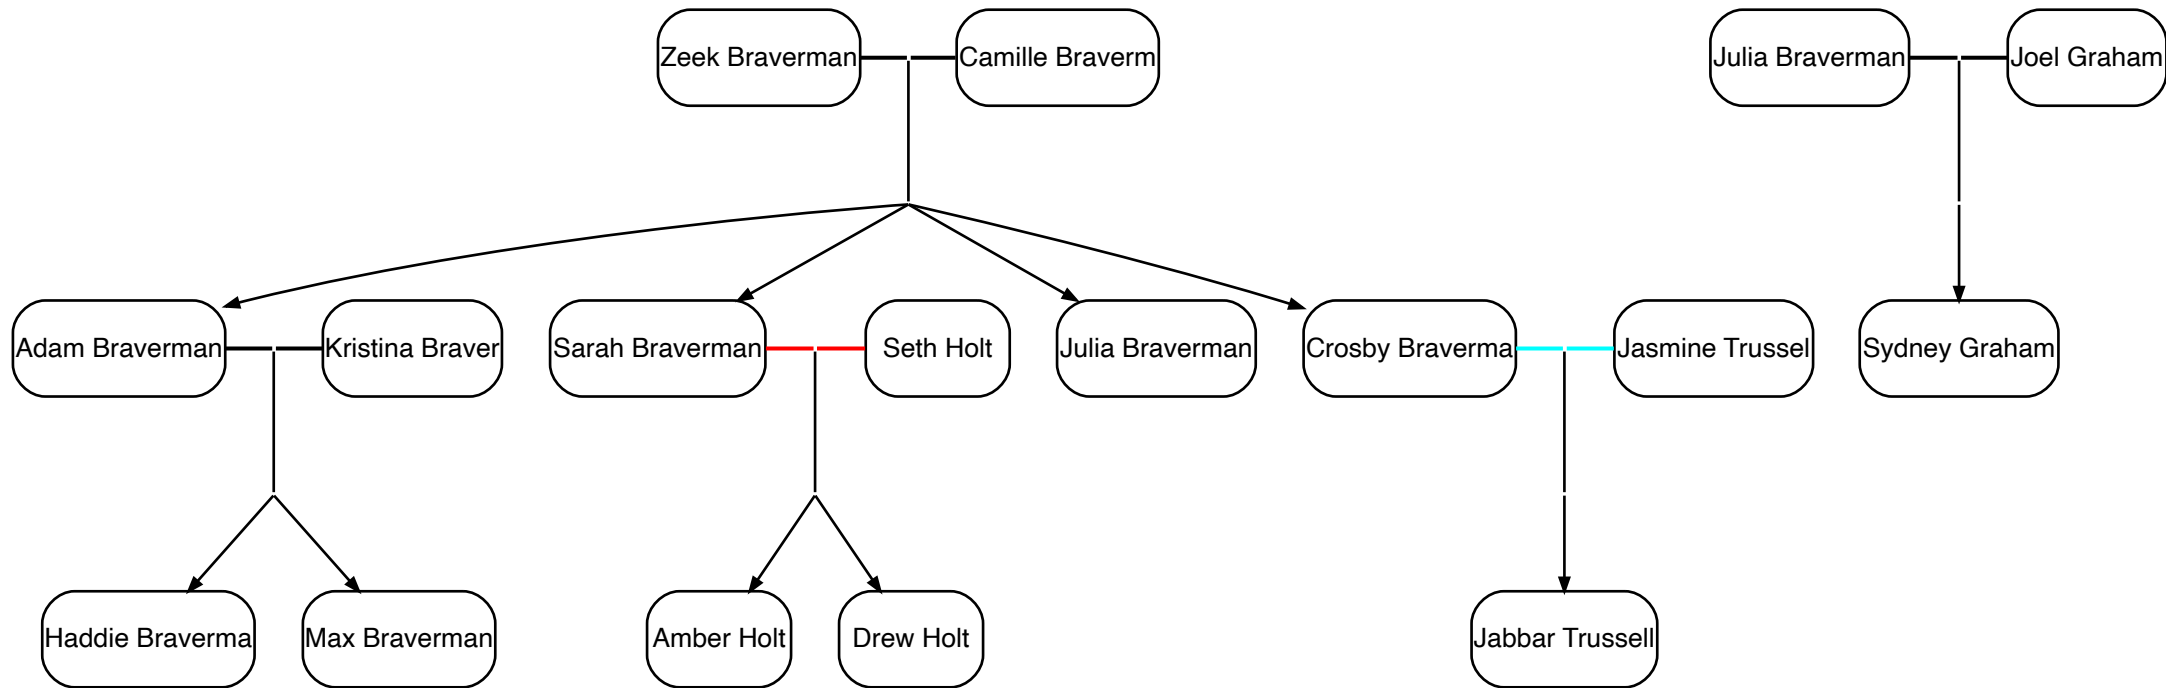 Zeek Braverman
Camille Braverm
Julia Braverman
Joel Graham
Adam Braverman
Kristina Braver
Sarah Braverman
Seth Holt
Julia Braverman
Crosby Braverma
Jasmine Trussel
Sydney Graham
Haddie Braverma
Max Braverman
Amber Holt
Drew Holt
Jabbar Trussell